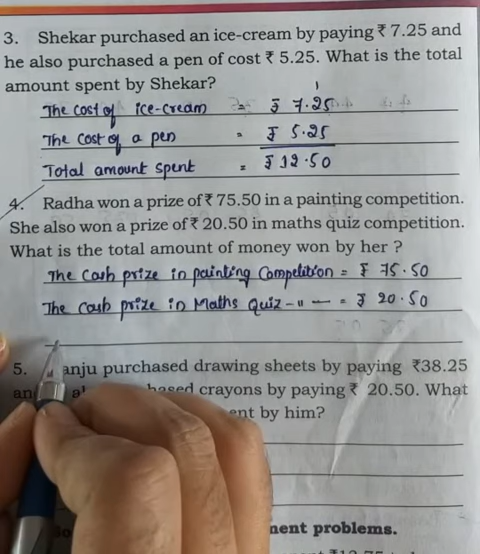 3. Shekar purchased an ice-cream by paying ₹ 7.25 and
he also purchased a pen of cost ₹ 5.25. What is the total
amount spent by Shekar?
1
The cost of ice-cream = ₹ 7.25
The cost of a pen = ₹ 5.25
Total amount spent = ₹ 12.50
4. Radha won a prize of ₹ 75.50 in a painting competition.
She also won a prize of ₹ 20.50 in maths quiz competition.
What is the total amount of money won by her ?
The cash prize in painting Competition = ₹ 75.50
The cash prize in Maths Quiz -"- = ₹ 20.50
5. anju purchased drawing sheets by paying ₹38.25
an crayons by paying ₹ 20.50. What
by him?
problems.